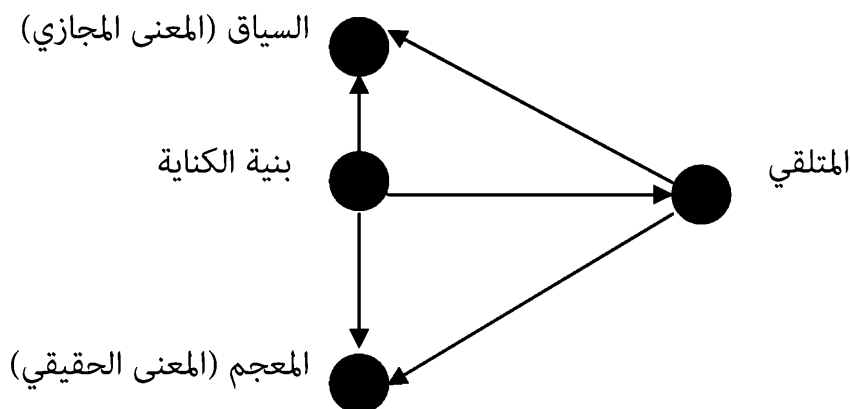 السياق (المعنى المجازي)
بنية الكناية
المتلقي
المعجم (المعنى الحقيقي)